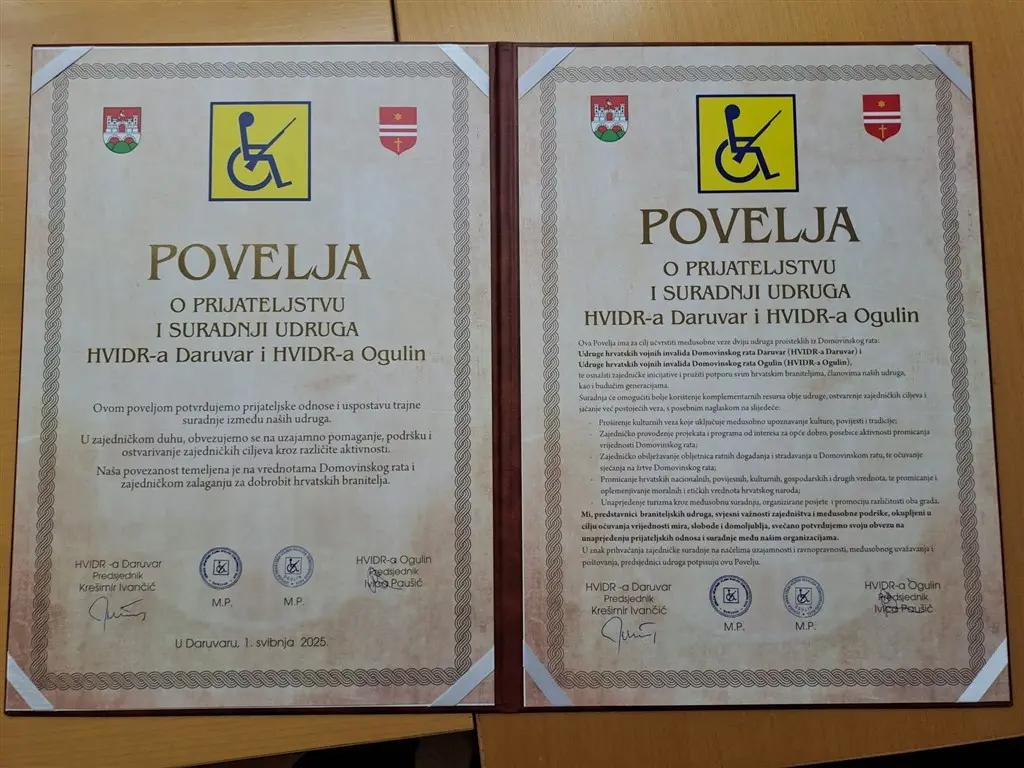 POVELJA
O PRIJATELJSTVU
I SURADNJI UDRUGA
HVIDR-a Daruvar i HVIDR-a Ogulin
Ovom poveljom potvrđujemo prijateljske odnose i uspostavu trajne
suradnje između naših udruga.
U zajedničkom duhu, obvezujemo se na uzajamno pomaganje, podršku i
ostvarivanje zajedničkih ciljeva kroz različite aktivnosti.
Naša povezanost temeljena je na vrednotama Domovinskog rata i
zajedničkom zalaganju za dobrobit hrvatskih branitelja.
HVIDR -a Daruvar
Predsjednik
Krešimir Ivančić
M.P.
M.P.
HVIDR-a Ogulin
Predsjednik
Ivica Paušić
U Daruvaru, 1. svibnja 2025.
POVELJA
O PRIJATELJSTVU
I SURADNJI UDRUGA
HVIDR-a Daruvar i HVIDR-a Ogulin
Ova Povelja ima za cilj učvrstiti međusobne veze dviju udruga proisteklih iz Domovinskog rata:
Udruge hrvatskih vojnih invalida Domovinskog rata Daruvar (HVIDR-a Daruvar) i
Udruge hrvatskih vojnih invalida Domovinskog rata Ogulin (HVIDR-a Ogulin),
te osnažiti zajedničke inicijative i pružiti potporu svim hrvatskim braniteljima, članovima naših udruga,
kao i budućim generacijama.
Suradnja će omogućiti bolje korištenje komplementarnih resursa obje udruge, ostvarenje zajedničkih ciljeva i
jačanje već postojećih veza, s posebnim naglaskom na slijedeće:
- Proširenje kulturnih veza koje uključuje međusobno upoznavanje kulture, povijesti i tradicije;
- Zajedničko provođenje projekata i programa od interesa za opće dobro, posebice aktivnosti promicanja
vrijednosti Domovinskog rata;
- Zajedničko obilježavanje obljetnica ratnih događanja i stradavanja u Domovinskom ratu, te očuvanje
sjećanja na žrtve Domovinskog rata;
- Promicanje hrvatskih nacionalnih, povijesnih, kulturnih, gospodarskih i drugih vrednota, te promicanje i
oplemenjivanje moralnih i etičkih vrednota hrvatskog naroda;
- Unaprjeđenje turizma kroz međusobnu suradnju, organizirane posjete i promociju različitosti oba grada.
Mi, predstavnici braniteljskih udruga, svjesni važnosti zajedništva i međusobne podrške, okupljeni u
cilju očuvanja vrijednosti mira, slobode i domoljublja, svečano potvrđujemo svoju obvezu na
unaprjeđenju prijateljskih odnosa i suradnje među našim organizacijama.
U znak prihvaćanja zajedničke suradnje na načelima uzajamnosti i ravnopravnosti, međusobnog uvažavanja i
poštovanja, predsjednici udruga potpisuju ovu Povelju.
HVIDR -a Daruvar
Predsjednik
Krešimir Ivančić
M.P.
M.P.
HVIDR-a Ogulin
Predsjednik
Ivica Paušić